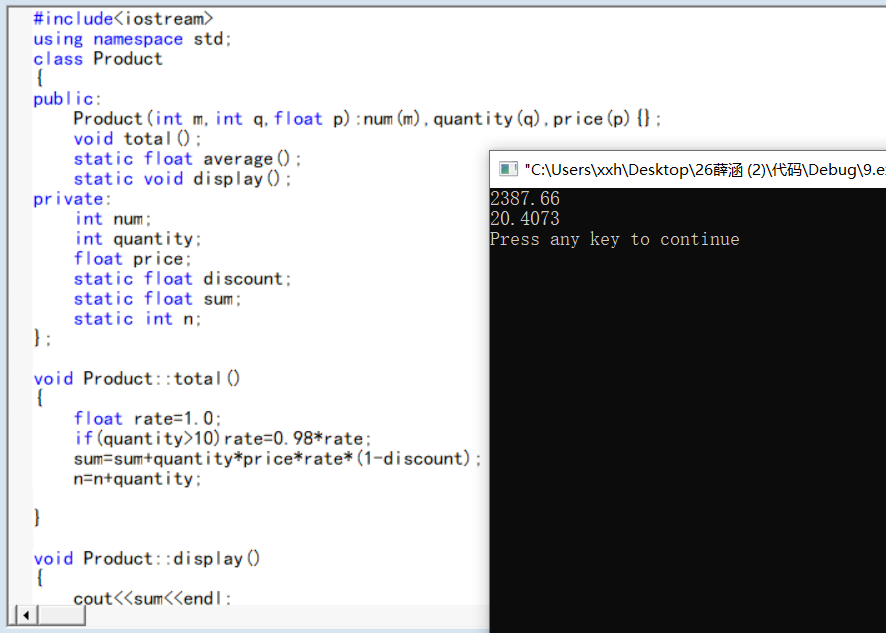 #include<iostream>
using namespace std;
class Product
{
public:
    Product(int m,int q,float p):num(m),quantity(q),price(p){};
    void total();
    static float average();
    static void display();
private:
    int num;
    int quantity;
    float price;
    static float discount;
    static float sum;
    static int n;
};
void Product::total()
{
    float rate=1.0;
    if(quantity>10)rate=0.98*rate;
    sum=sum+quantity*price*rate*(1-discount);
    n=n+quantity;
}
void Product::display()
{
    cout<<sum<<endl;
"C:\Users\xxh\Desktop\26薛涵 (2)\代码\Debug\9.ex
2387.66
20.4073
Press any key to continue